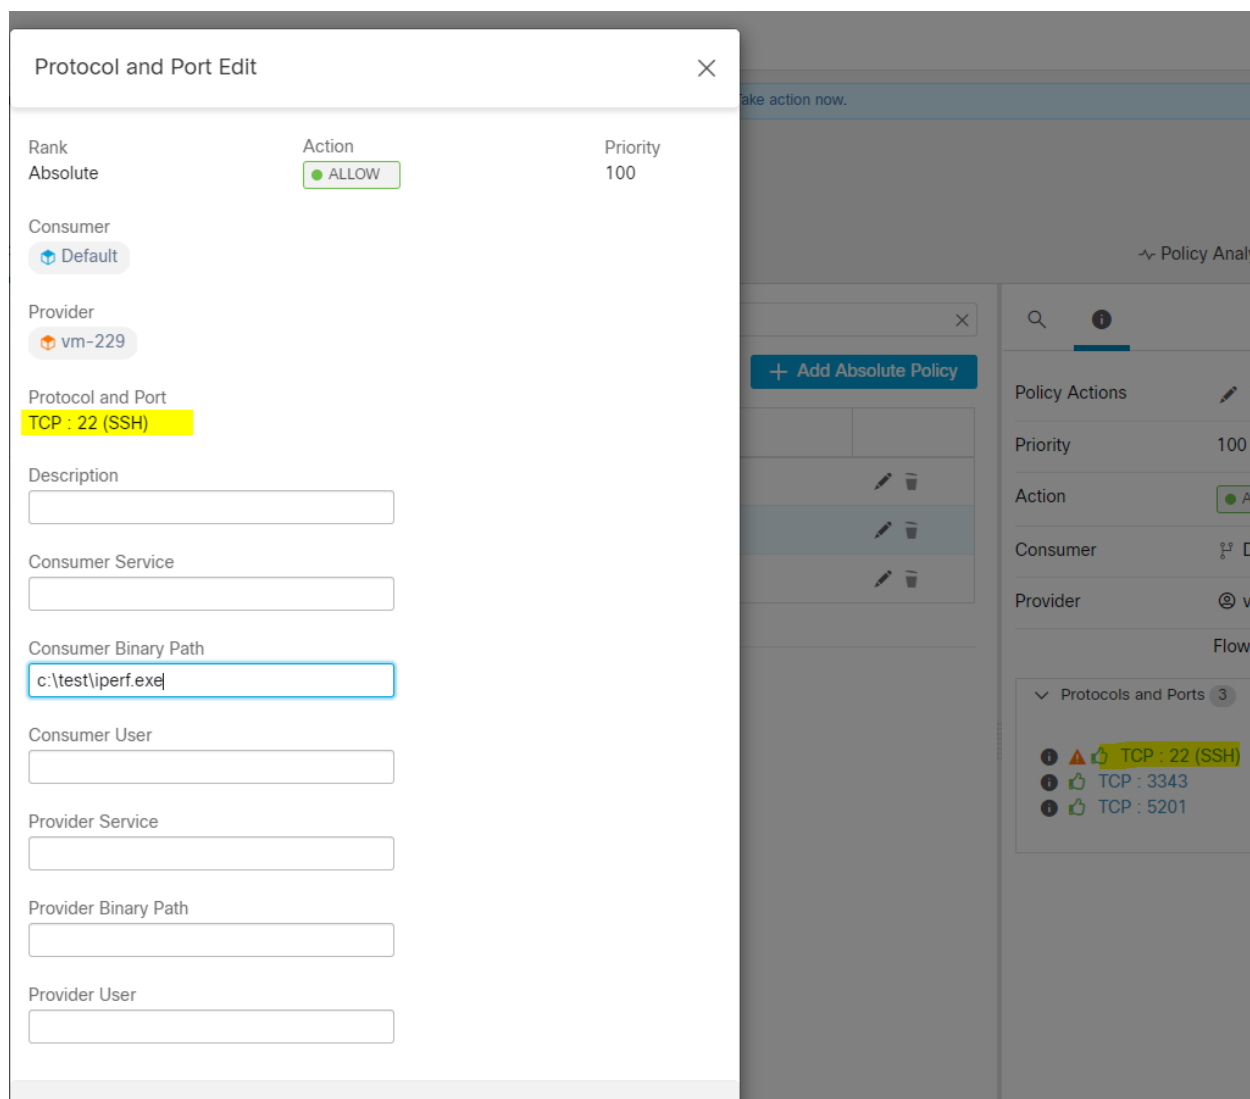 Protocol and Port Edit
Take action now.
Rank
Action
Priority
Absolute
ALLOW
100
Consumer
Default
Policy Analy
Provider
vm-229
Add Absolute Policy
Protocol and Port
TCP : 22 (SSH)
Description
Consumer Service
Consumer Binary Path
c:\test\iperf.exe
Consumer User
Provider Service
Provider Binary Path
Provider User
Policy Actions
Priority
100
Action
A
Consumer
D
Provider
v
Flow
Protocols and Ports 3
TCP : 22 (SSH)
TCP : 3343
TCP : 5201